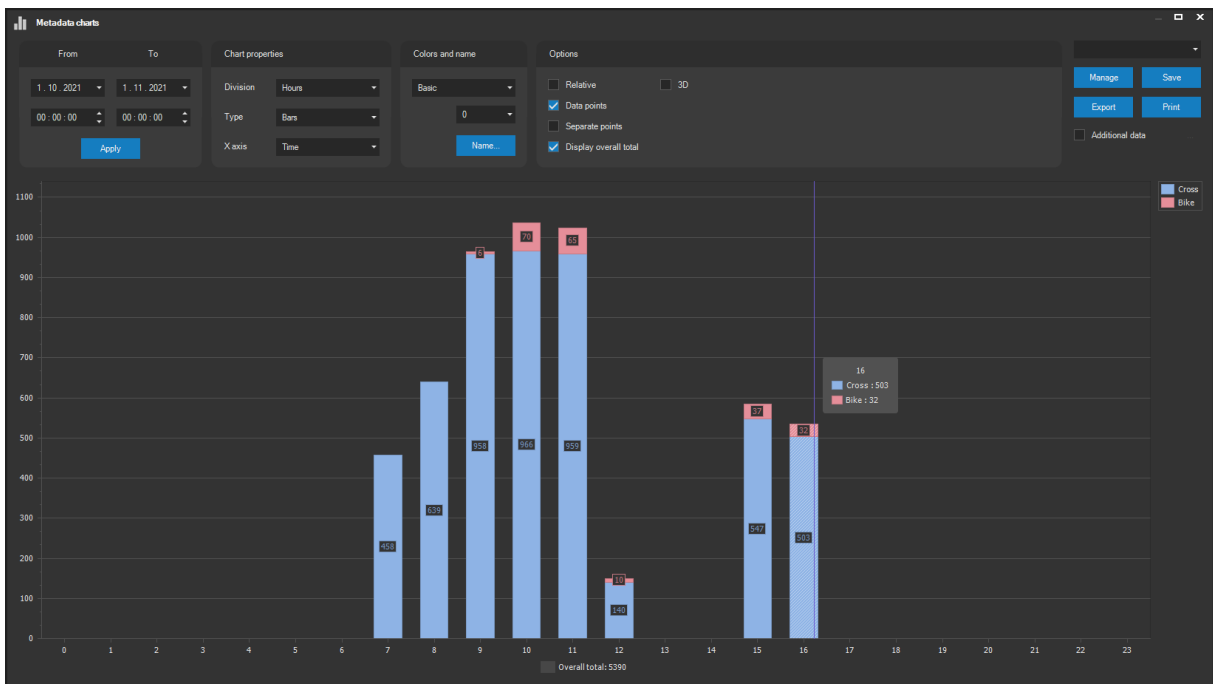 Metadata charts
From To
1 . 10 . 2021 1 . 11 . 2021
00 : 00 : 00 00 : 00 : 00
Apply
Chart properties
Division Hours
Type Bars
X axis Time
Colors and name
Basic
0
Name...
Options
Relative 3D
Data points
Separate points
Display overall total
Manage Save
Export Print
Additional data
Cross
Bike
1100
1000
900
800
700
600
500
400
300
200
100
0
458
639
6
958
70
966
65
959
10
140
37
547
32
503
16
Cross : 503
Bike : 32
0 1 2 3 4 5 6 7 8 9 10 11 12 13 14 15 16 17 18 19 20 21 22 23
Overall total: 5390